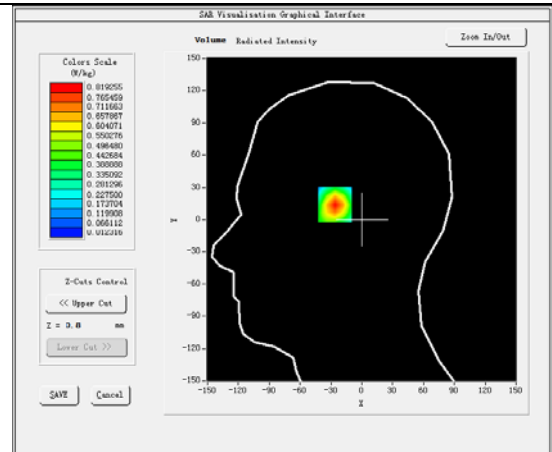 SAR Visualisation Graphical Interface
Volume Radiated Intensity
Zoom In/Out
Colors Scale
(W/kg)
0.819255
0.765459
0.711663
0.657867
0.604071
0.550276
0.496480
0.442684
0.388888
0.335092
0.281296
0.227500
0.173704
0.119908
0.066112
0.012316
150
120
90
60
30
0
-30
-60
-90
-120
-150
Y
-150 -120 -90 -60 -30 0 30 60 90 120 150
X
Z-Cuts Control
<< Upper Cut
Z = 3.0 mm
Lower Cut >>
SAVE
Cancel